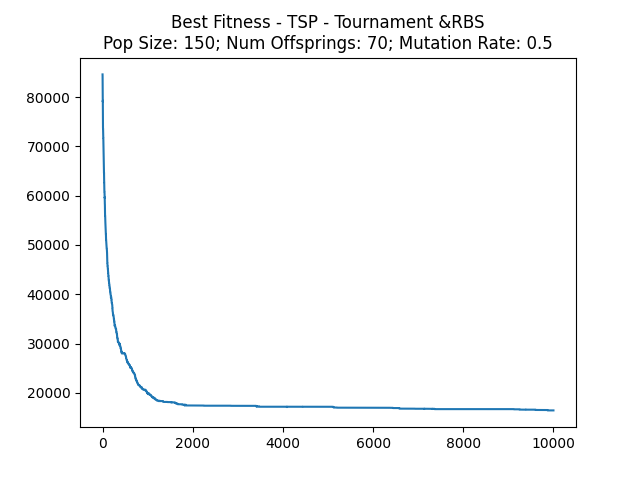 Best Fitness - TSP - Tournament &RBS
Pop Size: 150; Num Offsprings: 70; Mutation Rate: 0.5
80000
70000
60000
50000
40000
30000
20000
0 2000 4000 6000 8000 10000